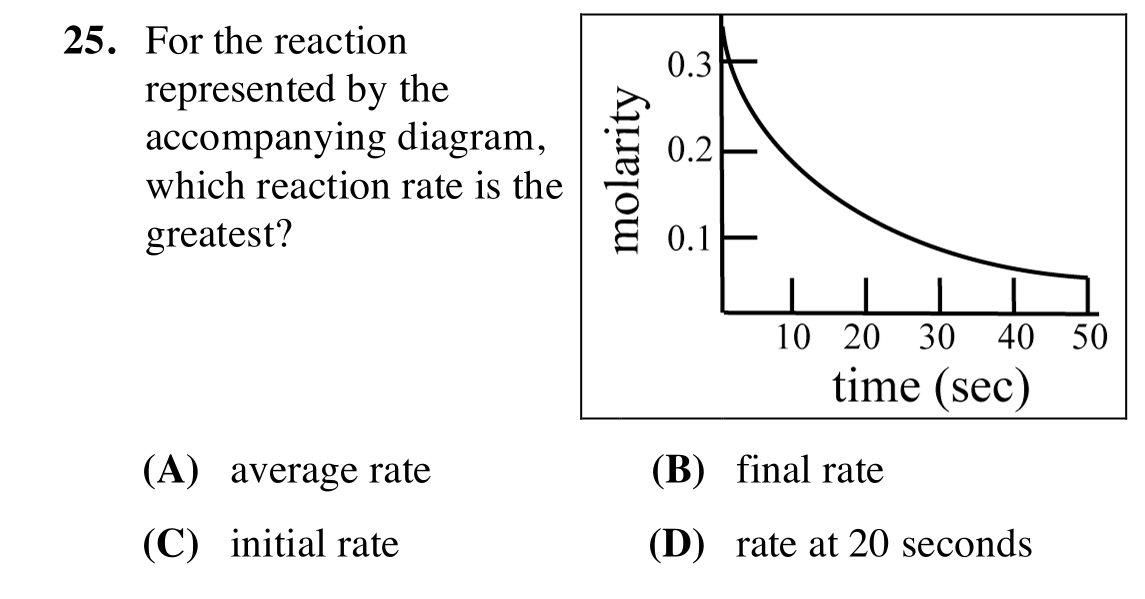 25. For the reaction
represented by the
accompanying diagram,
which reaction rate is the
greatest?
molarity
0.3
0.2
0.1
10 20 30 40 50
time (sec)
(A) average rate (B) final rate
(C) initial rate (D) rate at 20 seconds